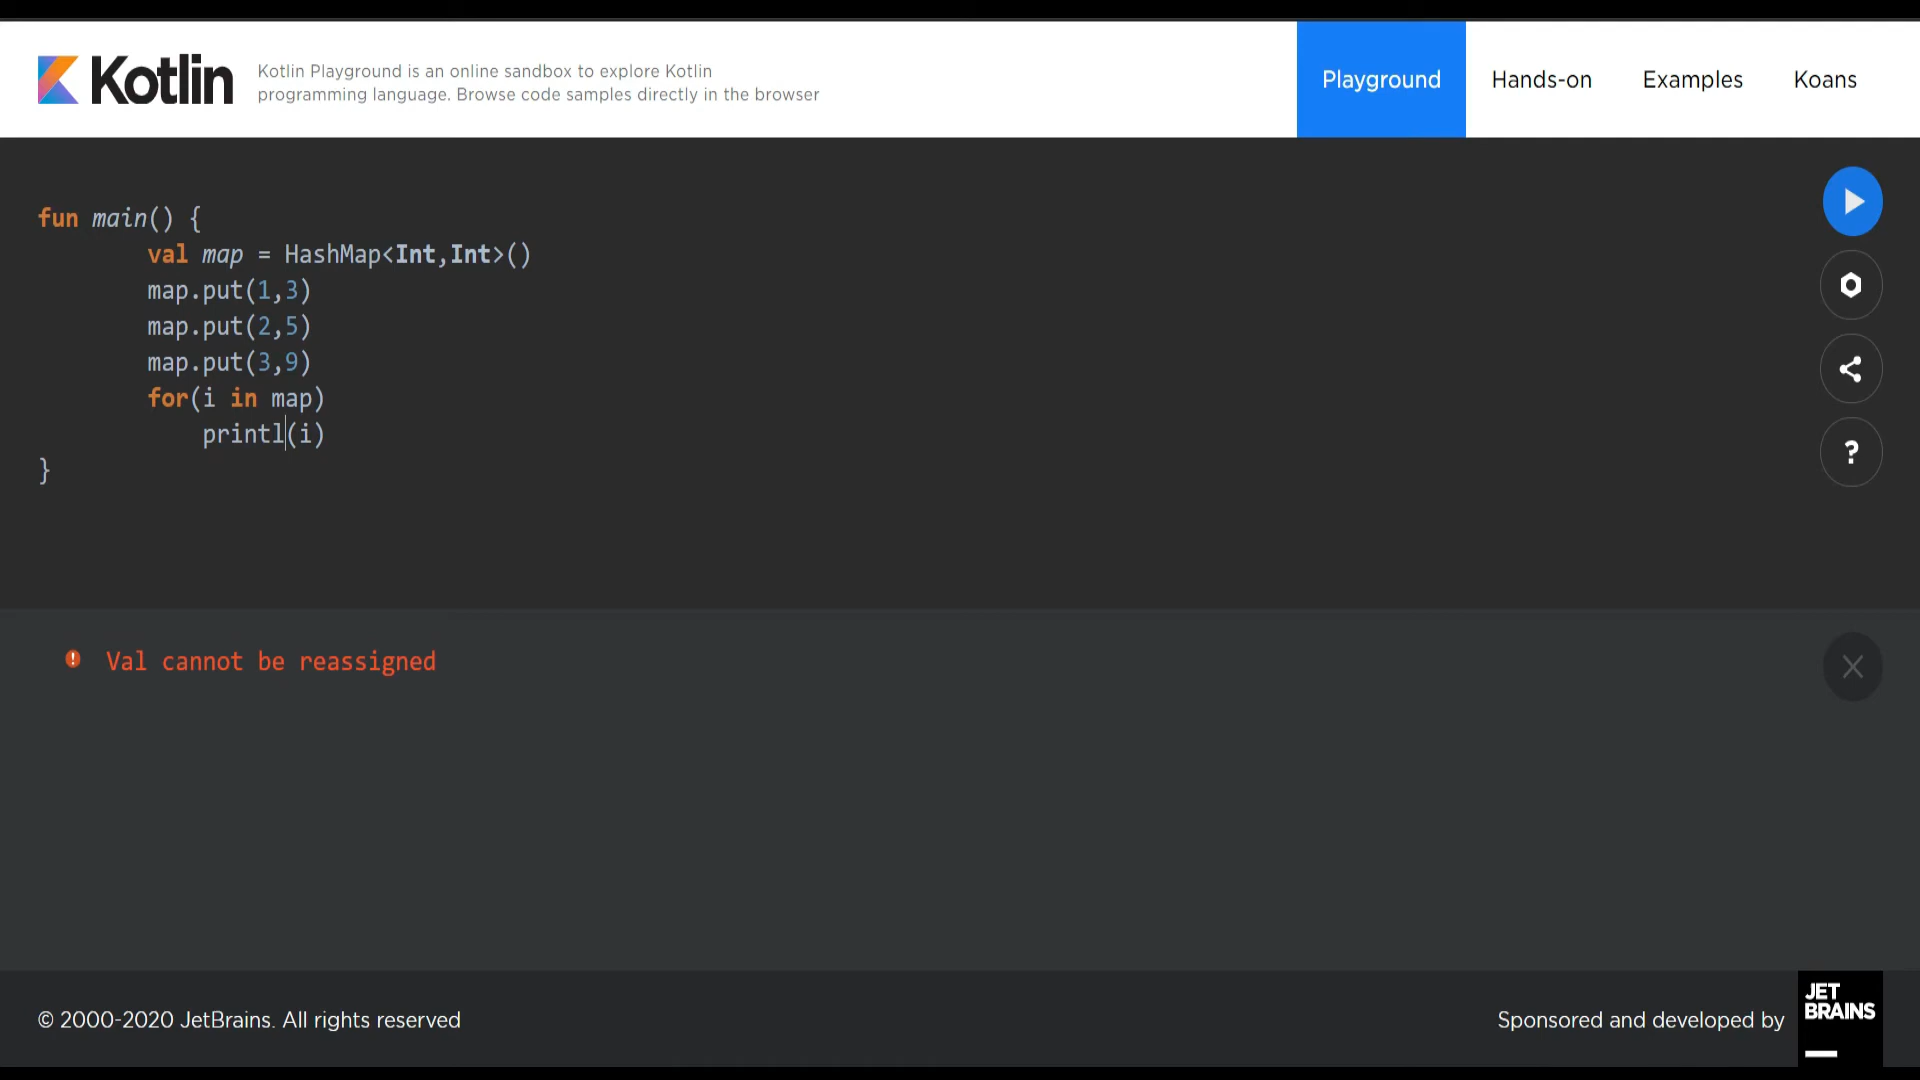 Kotlin
Kotlin Playground is an online sandbox to explore Kotlin
programming language. Browse code samples directly in the browser
Playground Hands-on Examples Koans
fun main() {
val map = HashMap<Int,Int>()
map.put(1,3)
map.put(2,5)
map.put(3,9)
for(i in map)
printl(i)
}
?
Val cannot be reassigned
© 2000-2020 JetBrains. All rights reserved
Sponsored and developed by
JET
BRAINS